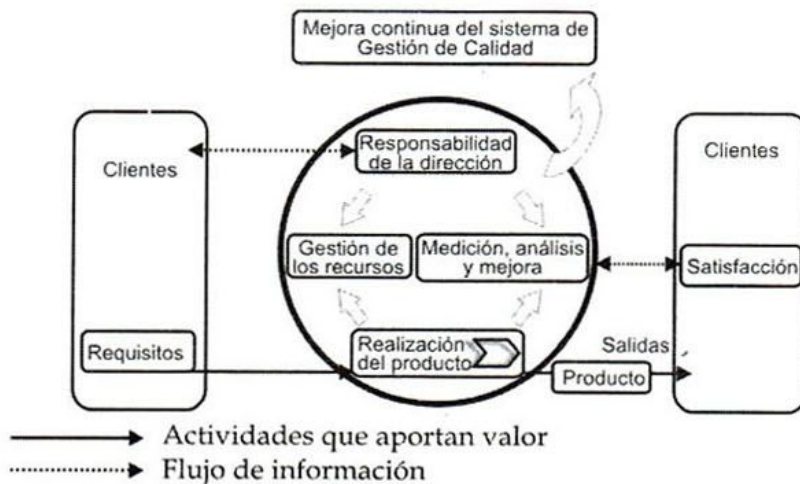 Mejora continua del sistema de
Gestión de Calidad
Clientes
Responsabilidad
de la dirección
Clientes
Gestión de
los recursos
Medición, análisis
y mejora
Satisfacción
Requisitos
Realización
del producto
Salidas
Producto
Actividades que aportan valor
Flujo de información